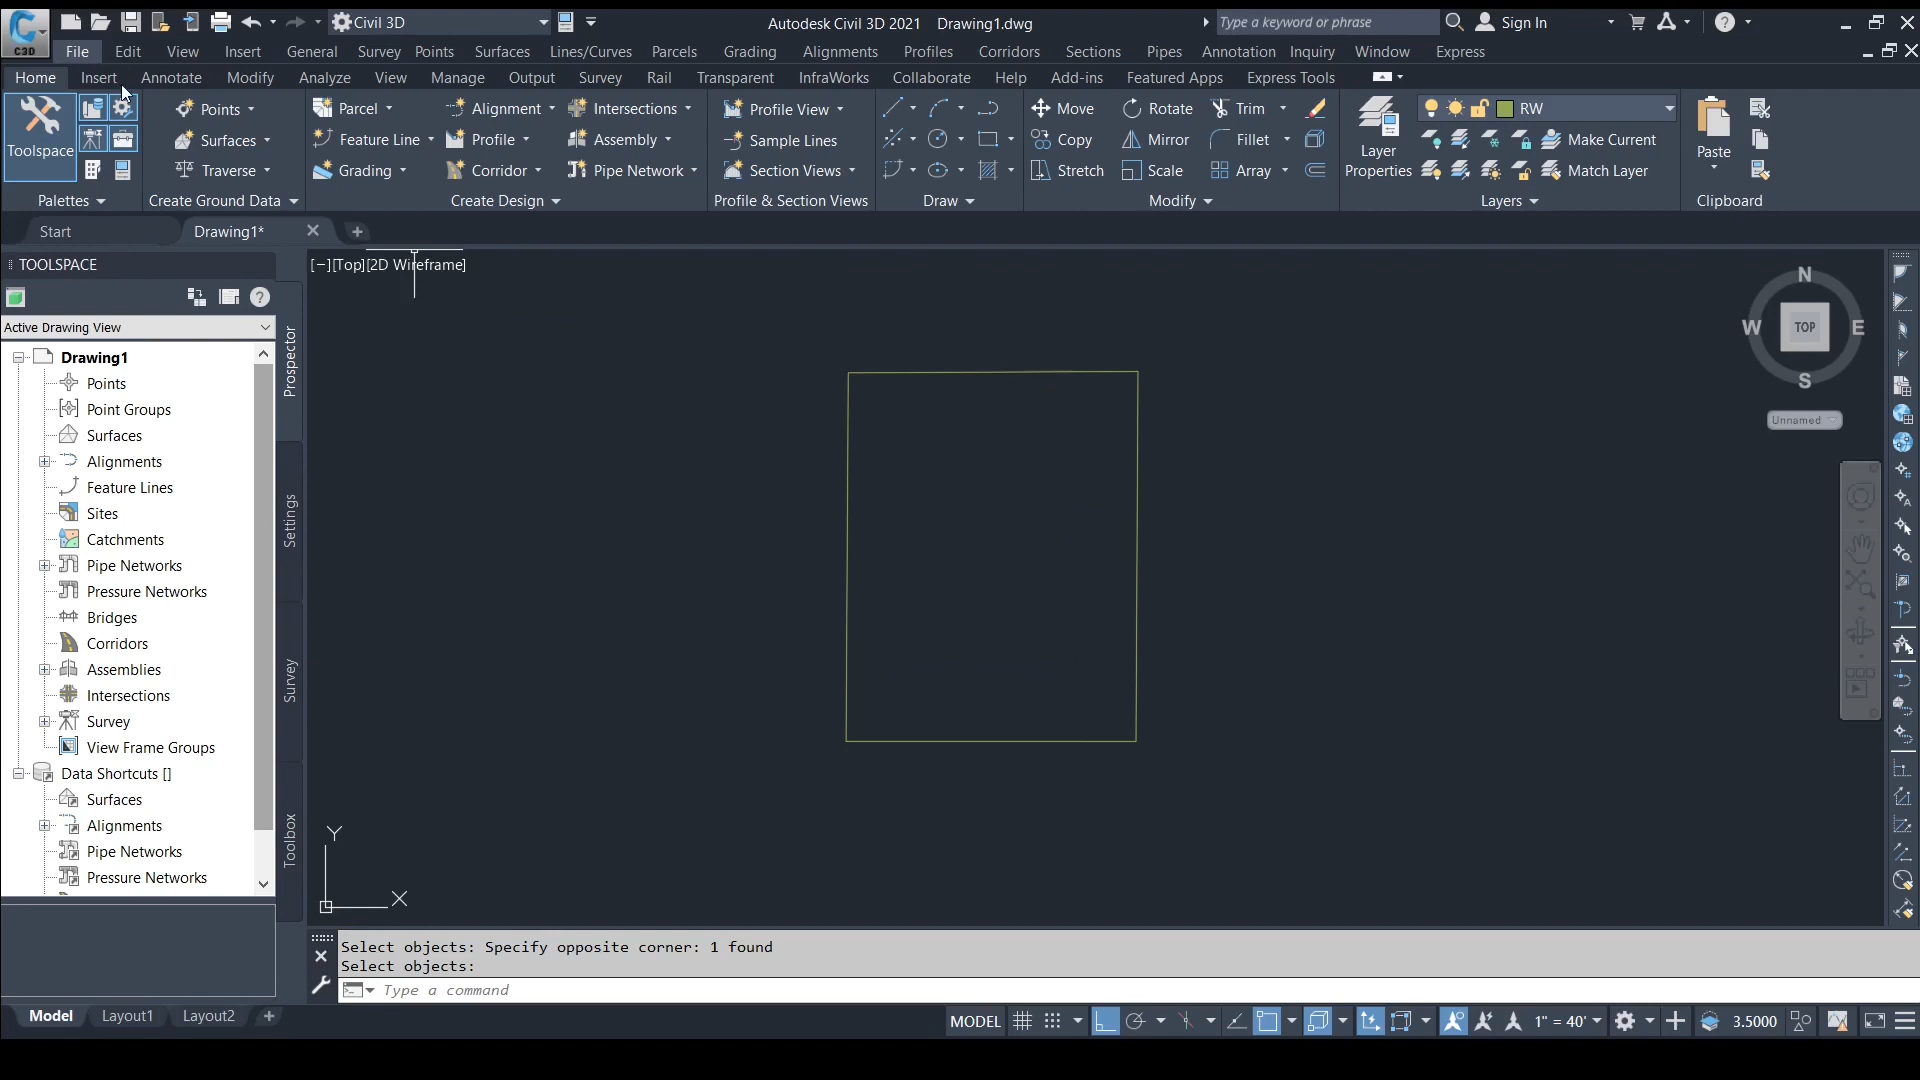 Civil 3D
Autodesk Civil 3D 2021 Drawing1.dwg
Type a keyword or phrase
Sign In
C3D
File Edit View Insert General Survey Points Surfaces Lines/Curves Parcels Grading Alignments Profiles Corridors Sections Pipes Annotation Inquiry Window Express
Home Insert Annotate Modify Analyze View Manage Output Survey Rail Transparent InfraWorks Collaborate Help Add-ins Featured Apps Express Tools
Toolspace
Points
Surfaces
Traverse
Parcel
Feature Line
Grading
Alignment
Profile
Corridor
Intersections
Assembly
Pipe Network
Profile View
Sample Lines
Section Views
Move
Copy
Stretch
Rotate
Mirror
Scale
Trim
Fillet
Array
Layer
Properties
RW
Make Current
Match Layer
Paste
Palettes
Create Ground Data
Create Design
Profile & Section Views
Draw
Modify
Layers
Clipboard
Start
Drawing1*
TOOLSPACE
Active Drawing View
Drawing1
Points
Point Groups
Surfaces
Alignments
Feature Lines
Sites
Catchments
Pipe Networks
Pressure Networks
Bridges
Corridors
Assemblies
Intersections
Survey
View Frame Groups
Data Shortcuts []
Surfaces
Alignments
Pipe Networks
Pressure Networks
Prospector
Settings
Survey
Toolbox
[−][Top][2D Wireframe]
N
W
TOP
E
S
Unnamed
Y
X
Select objects: Specify opposite corner: 1 found
Select objects:
Type a command
Model Layout1 Layout2
MODEL
1" = 40'
3.5000